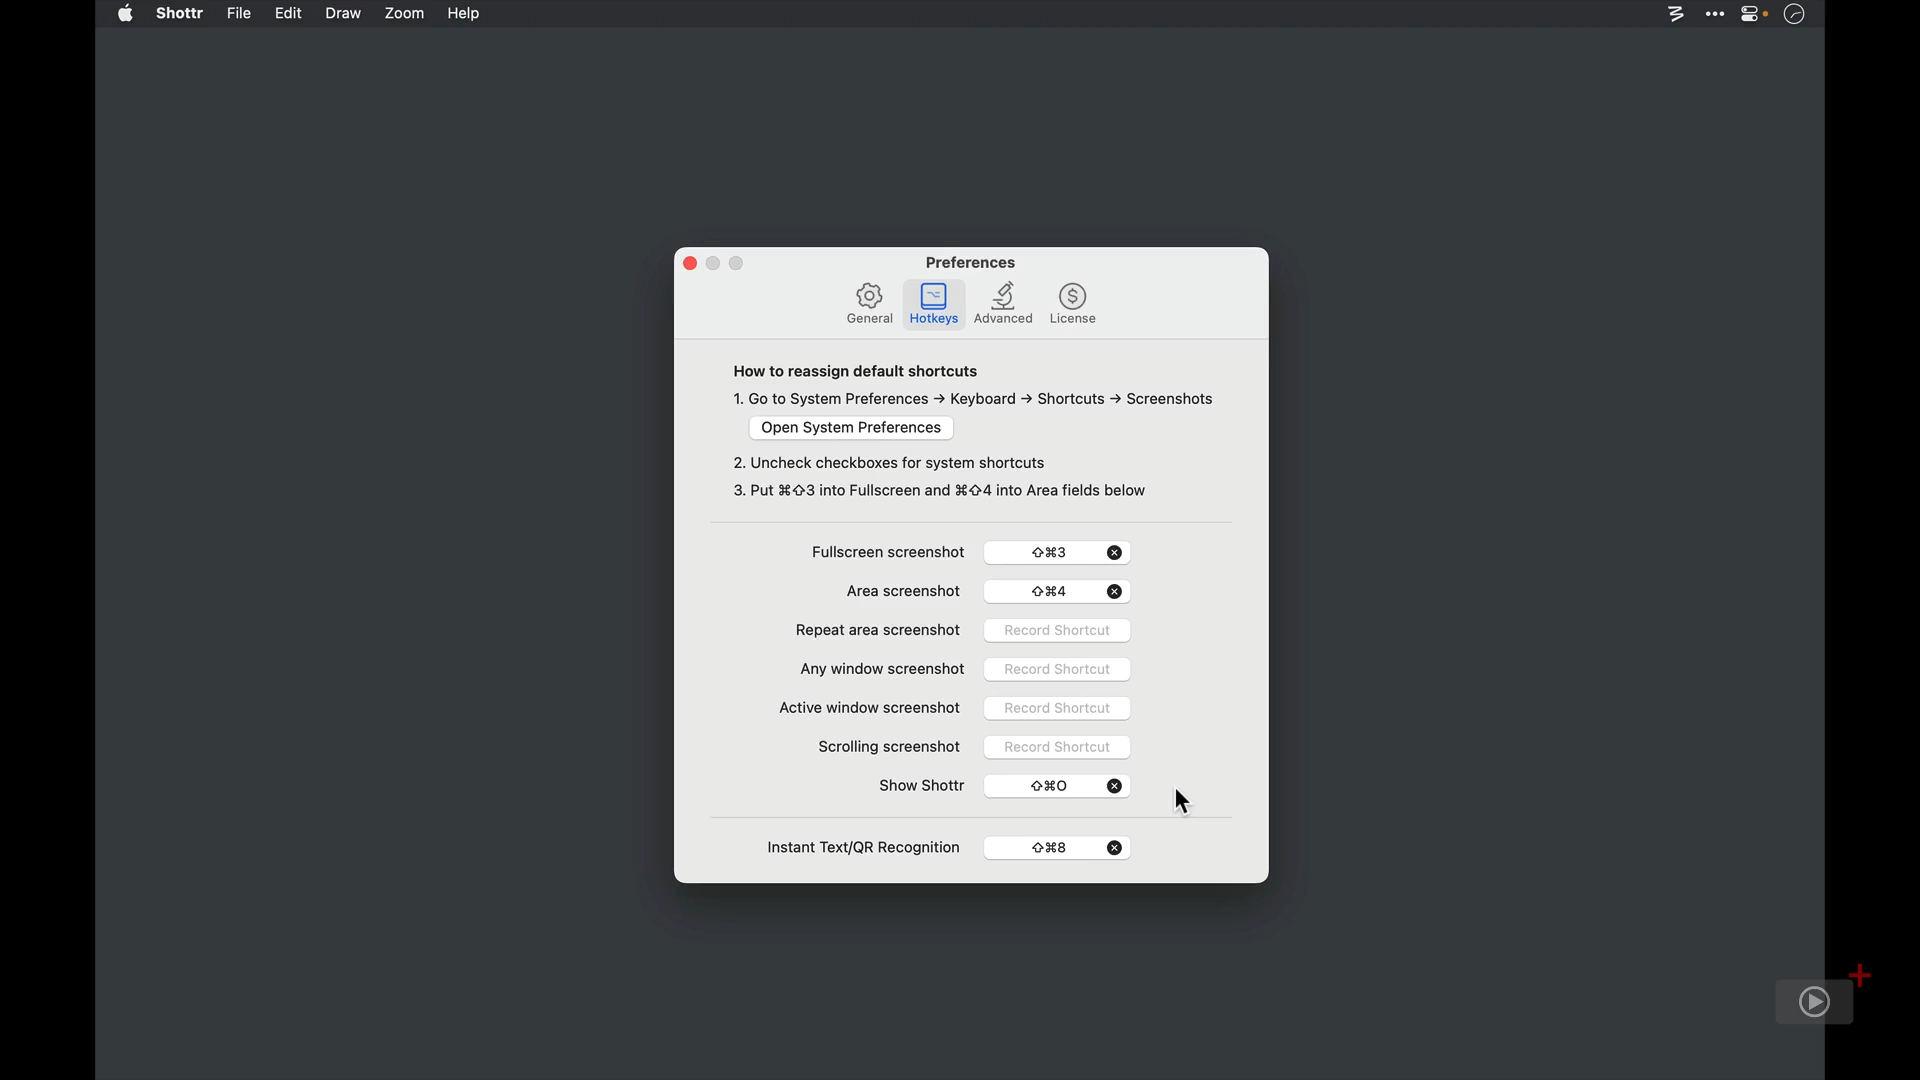 Shottr File Edit Draw Zoom Help
Preferences
General Hotkeys Advanced License
How to reassign default shortcuts
1. Go to System Preferences → Keyboard → Shortcuts → Screenshots
Open System Preferences
2. Uncheck checkboxes for system shortcuts
3. Put ⌘⇧3 into Fullscreen and ⌘⇧4 into Area fields below
Fullscreen screenshot ⇧⌘3
Area screenshot ⇧⌘4
Repeat area screenshot Record Shortcut
Any window screenshot Record Shortcut
Active window screenshot Record Shortcut
Scrolling screenshot Record Shortcut
Show Shottr ⇧⌘O
Instant Text/QR Recognition ⇧⌘8